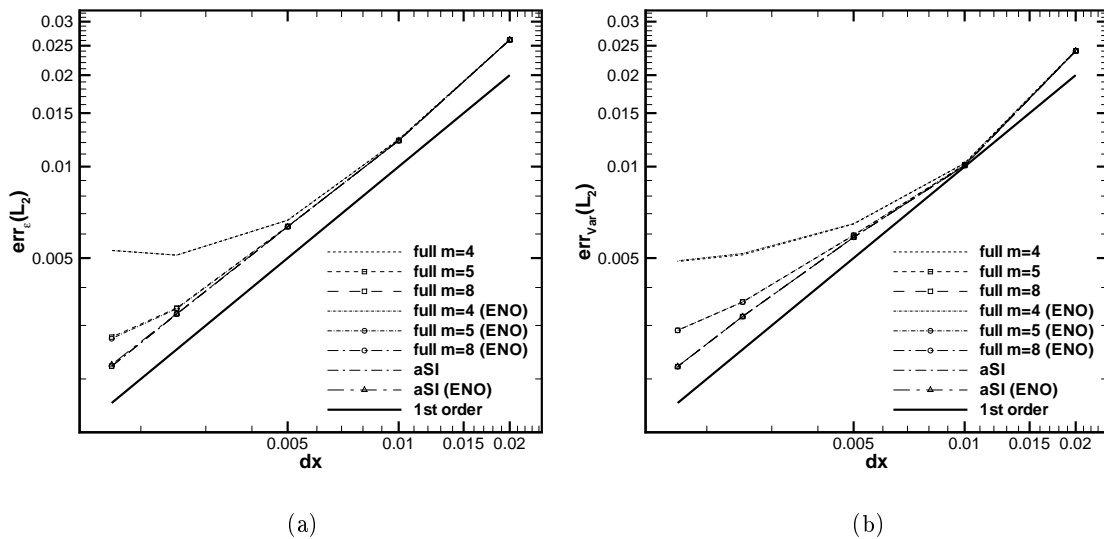 0.03
0.025
0.02
0.015
0.01
0.005
err_ε(L_2)
full m=4
full m=5
full m=8
full m=4 (ENO)
full m=5 (ENO)
full m=8 (ENO)
aSI
aSI (ENO)
1st order
0.005 0.01 0.015 0.02
dx
(a)
0.03
0.025
0.02
0.015
0.01
0.005
err_Var(L_2)
full m=4
full m=5
full m=8
full m=4 (ENO)
full m=5 (ENO)
full m=8 (ENO)
aSI
aSI (ENO)
1st order
0.005 0.01 0.015 0.02
dx
(b)